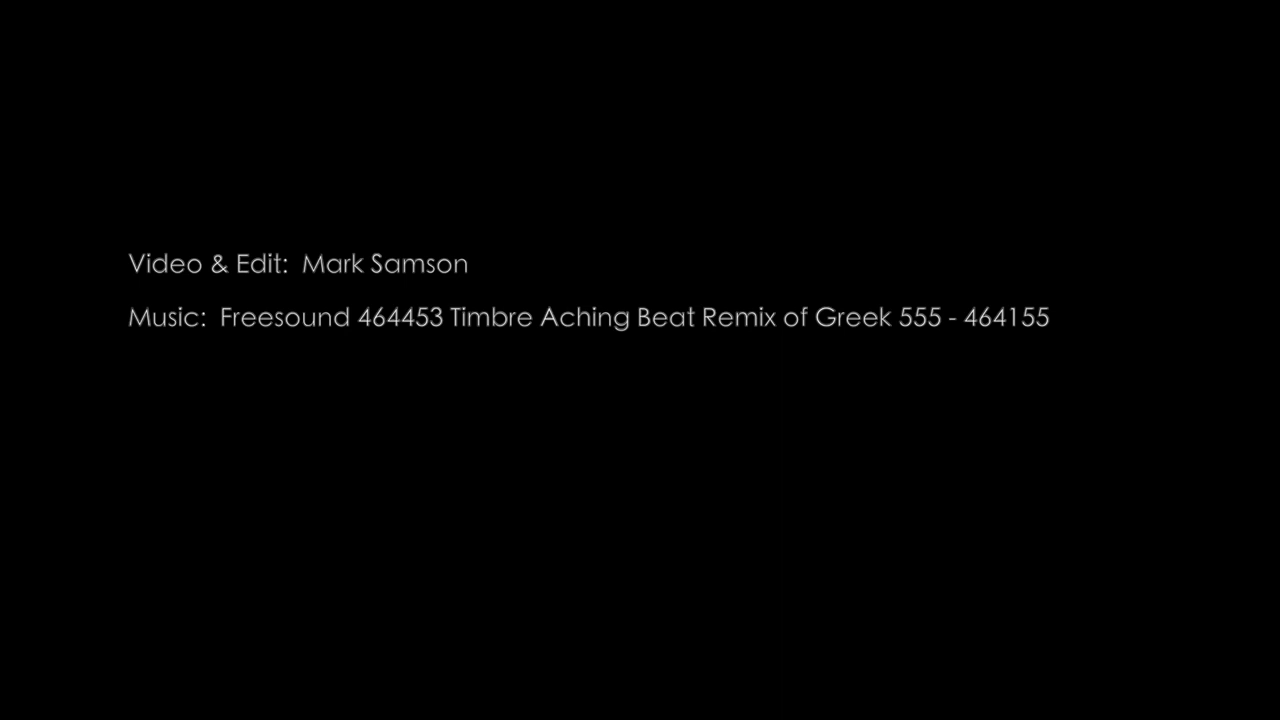 Video & Edit:  Mark Samson
Music:  Freesound 464453 Timbre Aching Beat Remix of Greek 555 - 464155